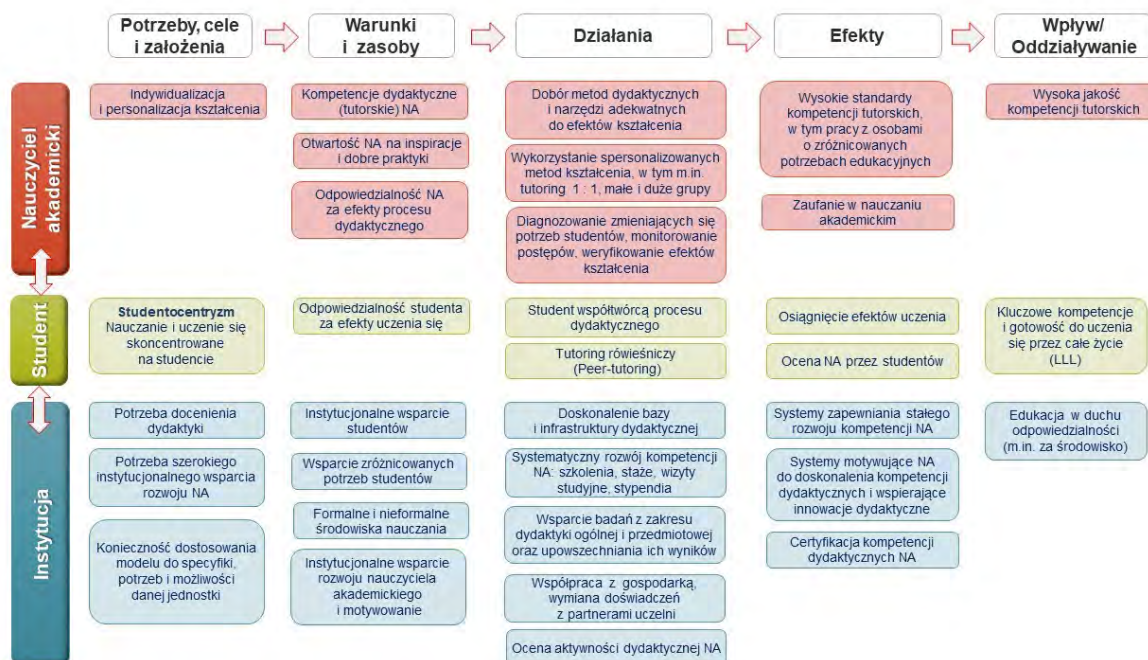 Potrzeby, cele
i założenia
Warunki
i zasoby
Działania
Efekty
Wpływ/
Oddziaływanie
Nauczyciel
akademicki
Indywidualizacja
i personalizacja kształcenia
Kompetencje dydaktyczne
(tutorskie) NA
Otwartość NA na inspiracje
i dobre praktyki
Odpowiedzialność NA
za efekty procesu
dydaktycznego
Dobór metod dydaktycznych
i narzędzi adekwatnych
do efektów kształcenia
Wykorzystanie spersonalizowanych
metod kształcenia, w tym m.in.
tutoring 1 : 1, małe i duże grupy
Diagnozowanie zmieniających się
potrzeb studentów, monitorowanie
postępów, weryfikowanie efektów
kształcenia
Wysokie standardy
kompetencji tutorskich,
w tym pracy z osobami
o zróżnicowanych
potrzebach edukacyjnych
Zaufanie w nauczaniu
akademickim
Wysoka jakość
kompetencji tutorskich
Student
Studentocentryzm
Nauczanie i uczenie się
skoncentrowane
na studencie
Odpowiedzialność studenta
za efekty uczenia się
Student współtwórcą procesu
dydaktycznego
Tutoring rówieśniczy
(Peer-tutoring)
Osiągnięcie efektów uczenia
Ocena NA przez studentów
Kluczowe kompetencje
i gotowość do uczenia
się przez całe życie
(LLL)
Instytucja
Potrzeba docenienia
dydaktyki
Potrzeba szerokiego
instytucjonalnego wsparcia
rozwoju NA
Konieczność dostosowania
modelu do specyfiki,
potrzeb i możliwości
danej jednostki
Instytucjonalne wsparcie
studentów
Wsparcie zróżnicowanych
potrzeb studentów
Formalne i nieformalne
środowiska nauczania
Instytucjonalne wsparcie
rozwoju nauczyciela
akademickiego
i motywowanie
Doskonalenie bazy
i infrastruktury dydaktycznej
Systematyczny rozwój kompetencji
NA: szkolenia, staże, wizyty
studyjne, stypendia
Wsparcie badań z zakresu
dydaktyki ogólnej i przedmiotowej
oraz upowszechniania ich wyników
Współpraca z gospodarką,
wymiana doświadczeń
z partnerami uczelni
Ocena aktywności dydaktycznej NA
Systemy zapewniania stałego
rozwoju kompetencji NA
Systemy motywujące NA
do doskonalenia kompetencji
dydaktycznych i wspierające
innowacje dydaktyczne
Certyfikacja kompetencji
dydaktycznych NA
Edukacja w duchu
odpowiedzialności
(m.in. za środowisko)